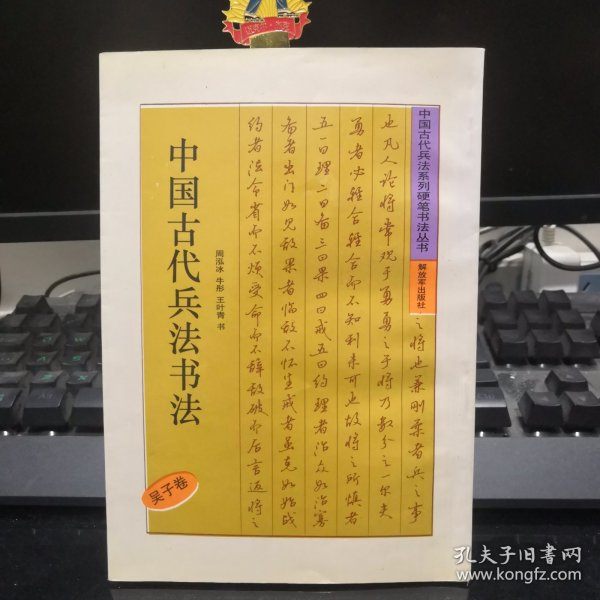 中国古代兵法系列硬笔书法丛书
解放军出版社
之将也兼刚柔者兵之事
也凡人论将常观于勇勇之于将乃数分之一尔夫
勇者必轻合轻合而不知利未可也故将之所慎者
五一曰理二曰备三曰果四曰戒五曰约理者治众如治寡
备者出门如见敌果者临敌不怀生戒者虽克如始战
约者法令省而不烦受命而不辞敌破而后言返将之
中国古代兵法书法
周泓冰 牛彤 王叶青 书
吴子卷
孔夫子旧书网
www.kongfz.com